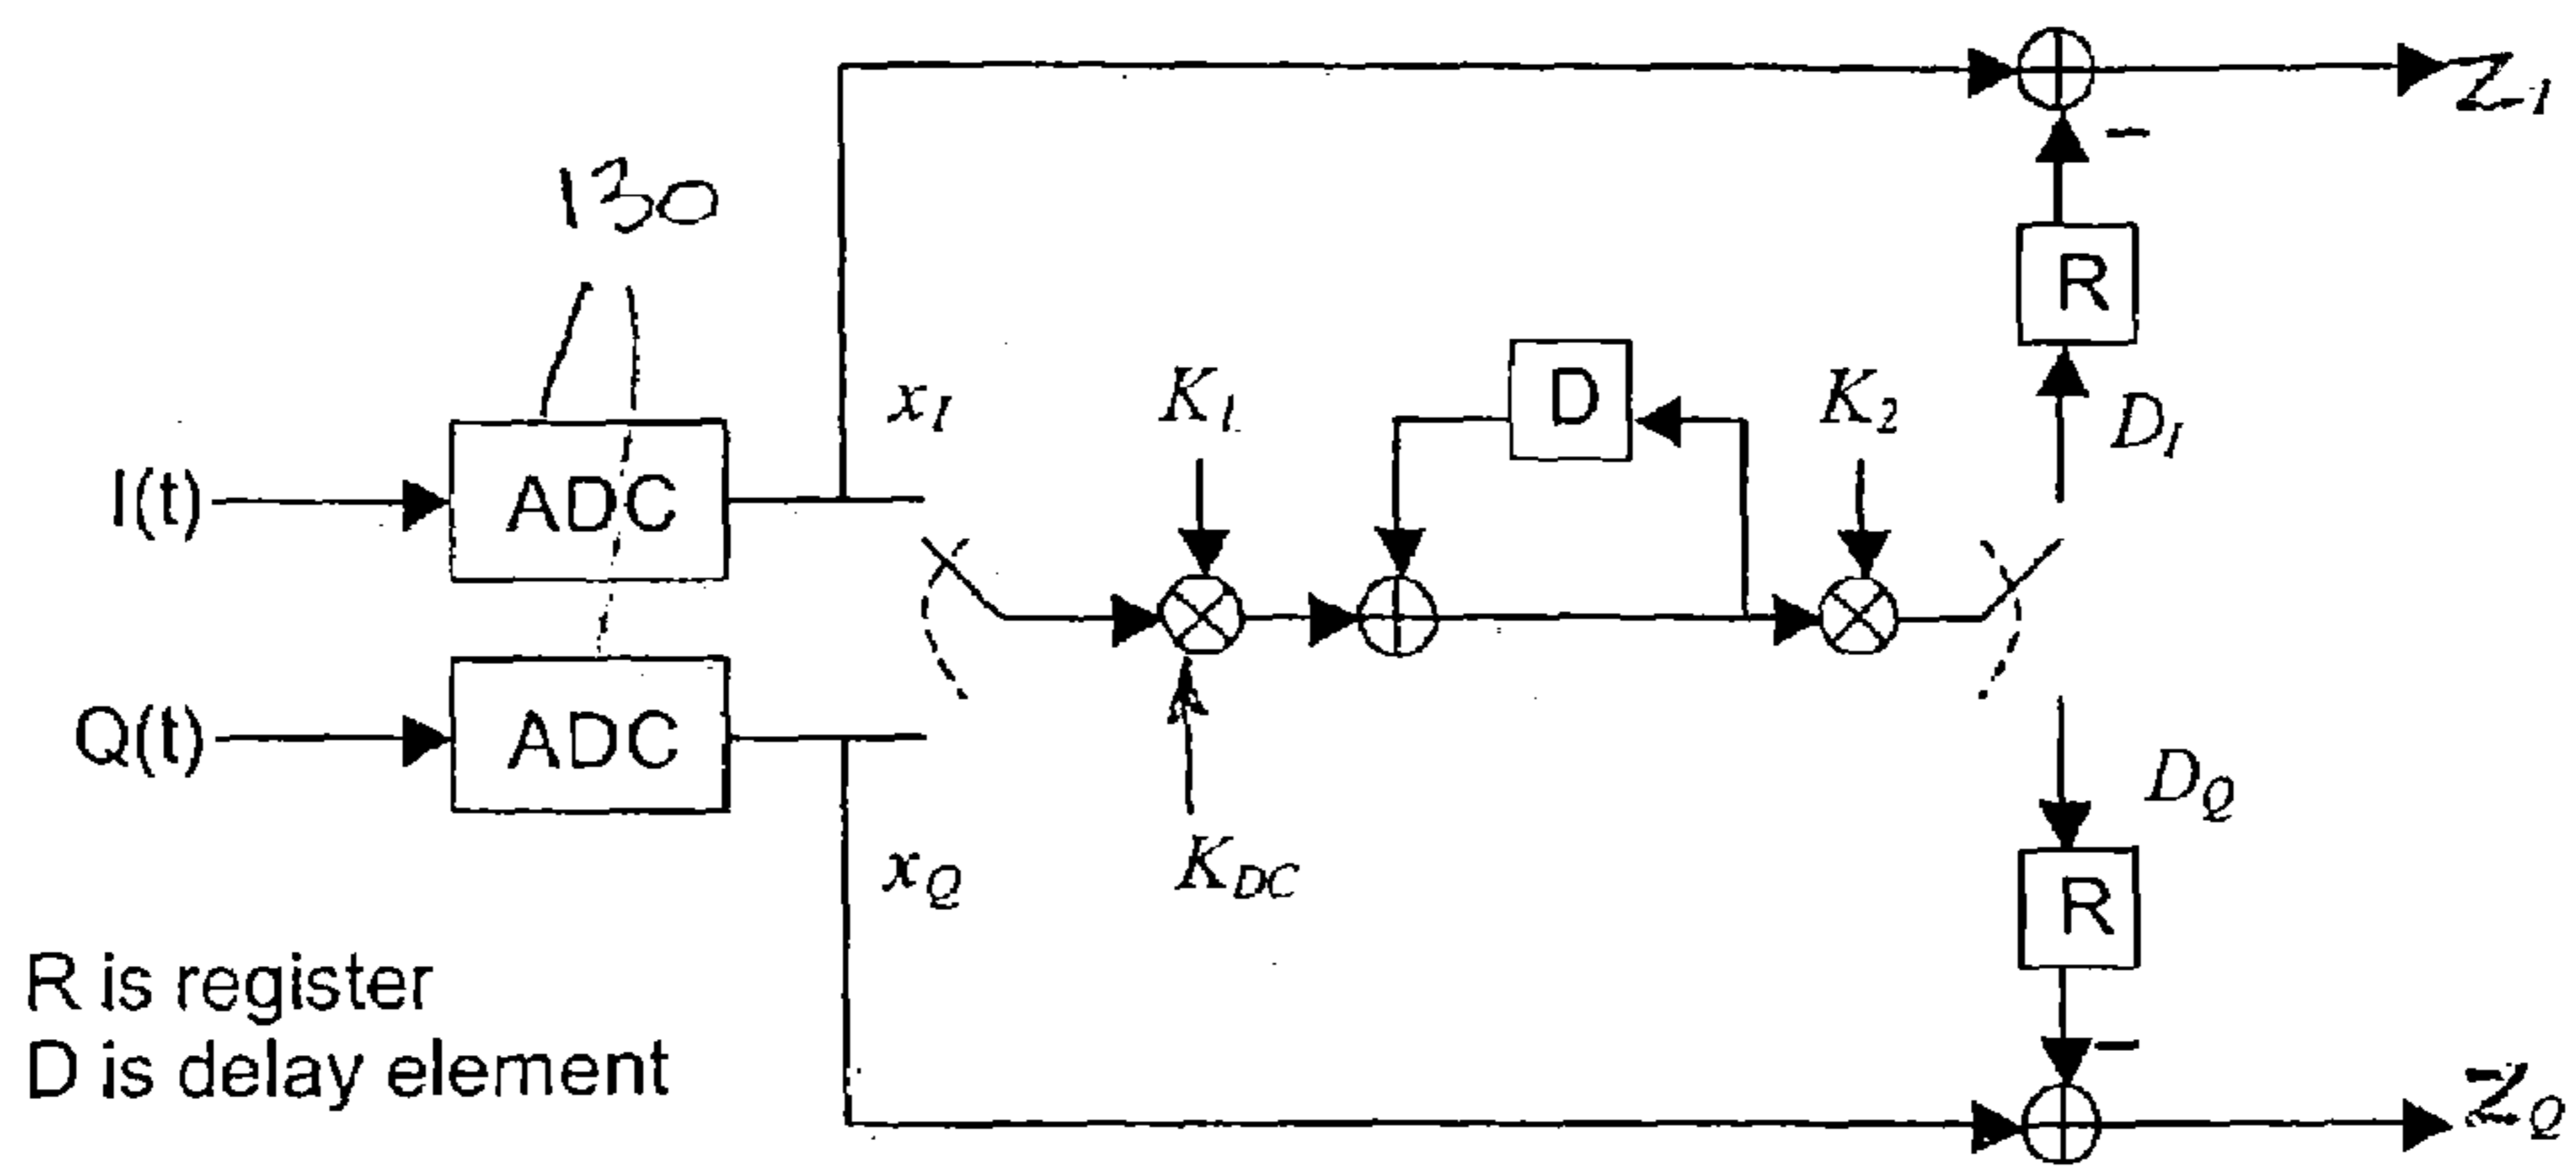 Z_I
130
R
x_I
K_1
D
K_2
D_I
I(t)
ADC
Q(t)
ADC
x_Q
K_DC
D_Q
R
R is register
D is delay element
Z_Q